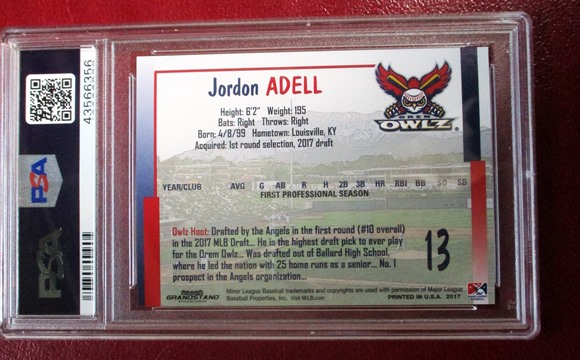 43566356
PSA
PSA
Jordon ADELL
OREM
OWLZ
Height: 6'2" Weight: 195
Bats: Right Throws: Right
Born: 4/8/99 Hometown: Louisville, KY
Acquired: 1st round selection, 2017 draft
YEAR/CLUB AVG G AB R H 2B 3B HR RBI BB SO SB
FIRST PROFESSIONAL SEASON
Owlz Hoot: Drafted by the Angels in the first round (#10 overall)
in the 2017 MLB Draft... He is the highest draft pick to ever play
for the Orem Owlz... Was drafted out of Ballard High School,
where he led the nation with 25 home runs as a senior... No. 1
prospect in the Angels organization...
13
GRANDSTAND
Minor League Baseball trademarks and copyrights are used with permission of Major League
Baseball Properties, Inc. Visit MiLB.com.
PRINTED IN U.S.A. 2017